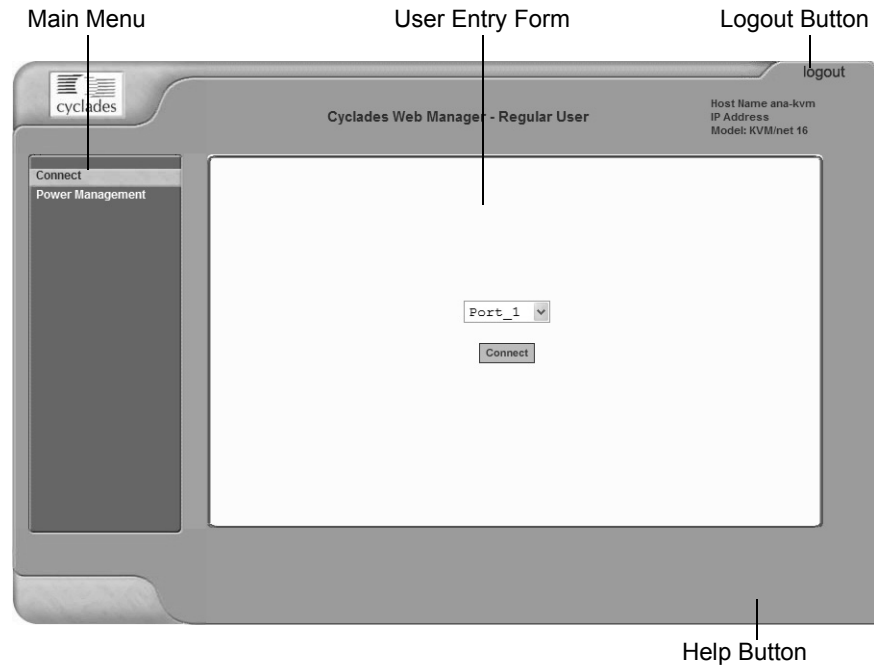 Main Menu
User Entry Form
Logout Button
logout
cyclades
Cyclades Web Manager - Regular User
Host Name ana-kvm
IP Address
Model: KVM/net 16
Connect
Power Management
Port_1
Connect
Help Button